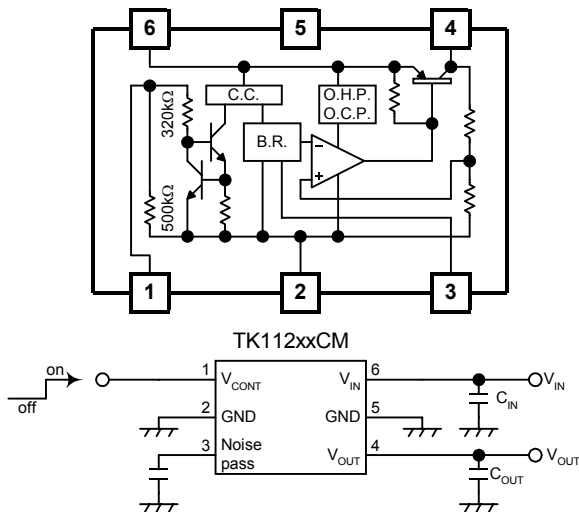 6 5 4
C.C.
O.H.P.
O.C.P.
320kΩ
B.R.
500kΩ
1 2 3
TK112xxCM
on
off
1 V_CONT V_IN 6 V_IN
C_IN
2 GND GND 5
3 Noise pass V_OUT 4 V_OUT
C_OUT